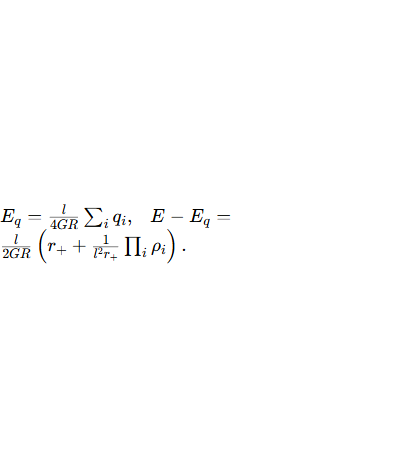 $E_q = \frac{l}{4GR} \sum_i q_i, \quad E - E_q =$
$\frac{l}{2GR} \left( r_+ + \frac{1}{l^2 r_+} \prod_i \rho_i \right).$